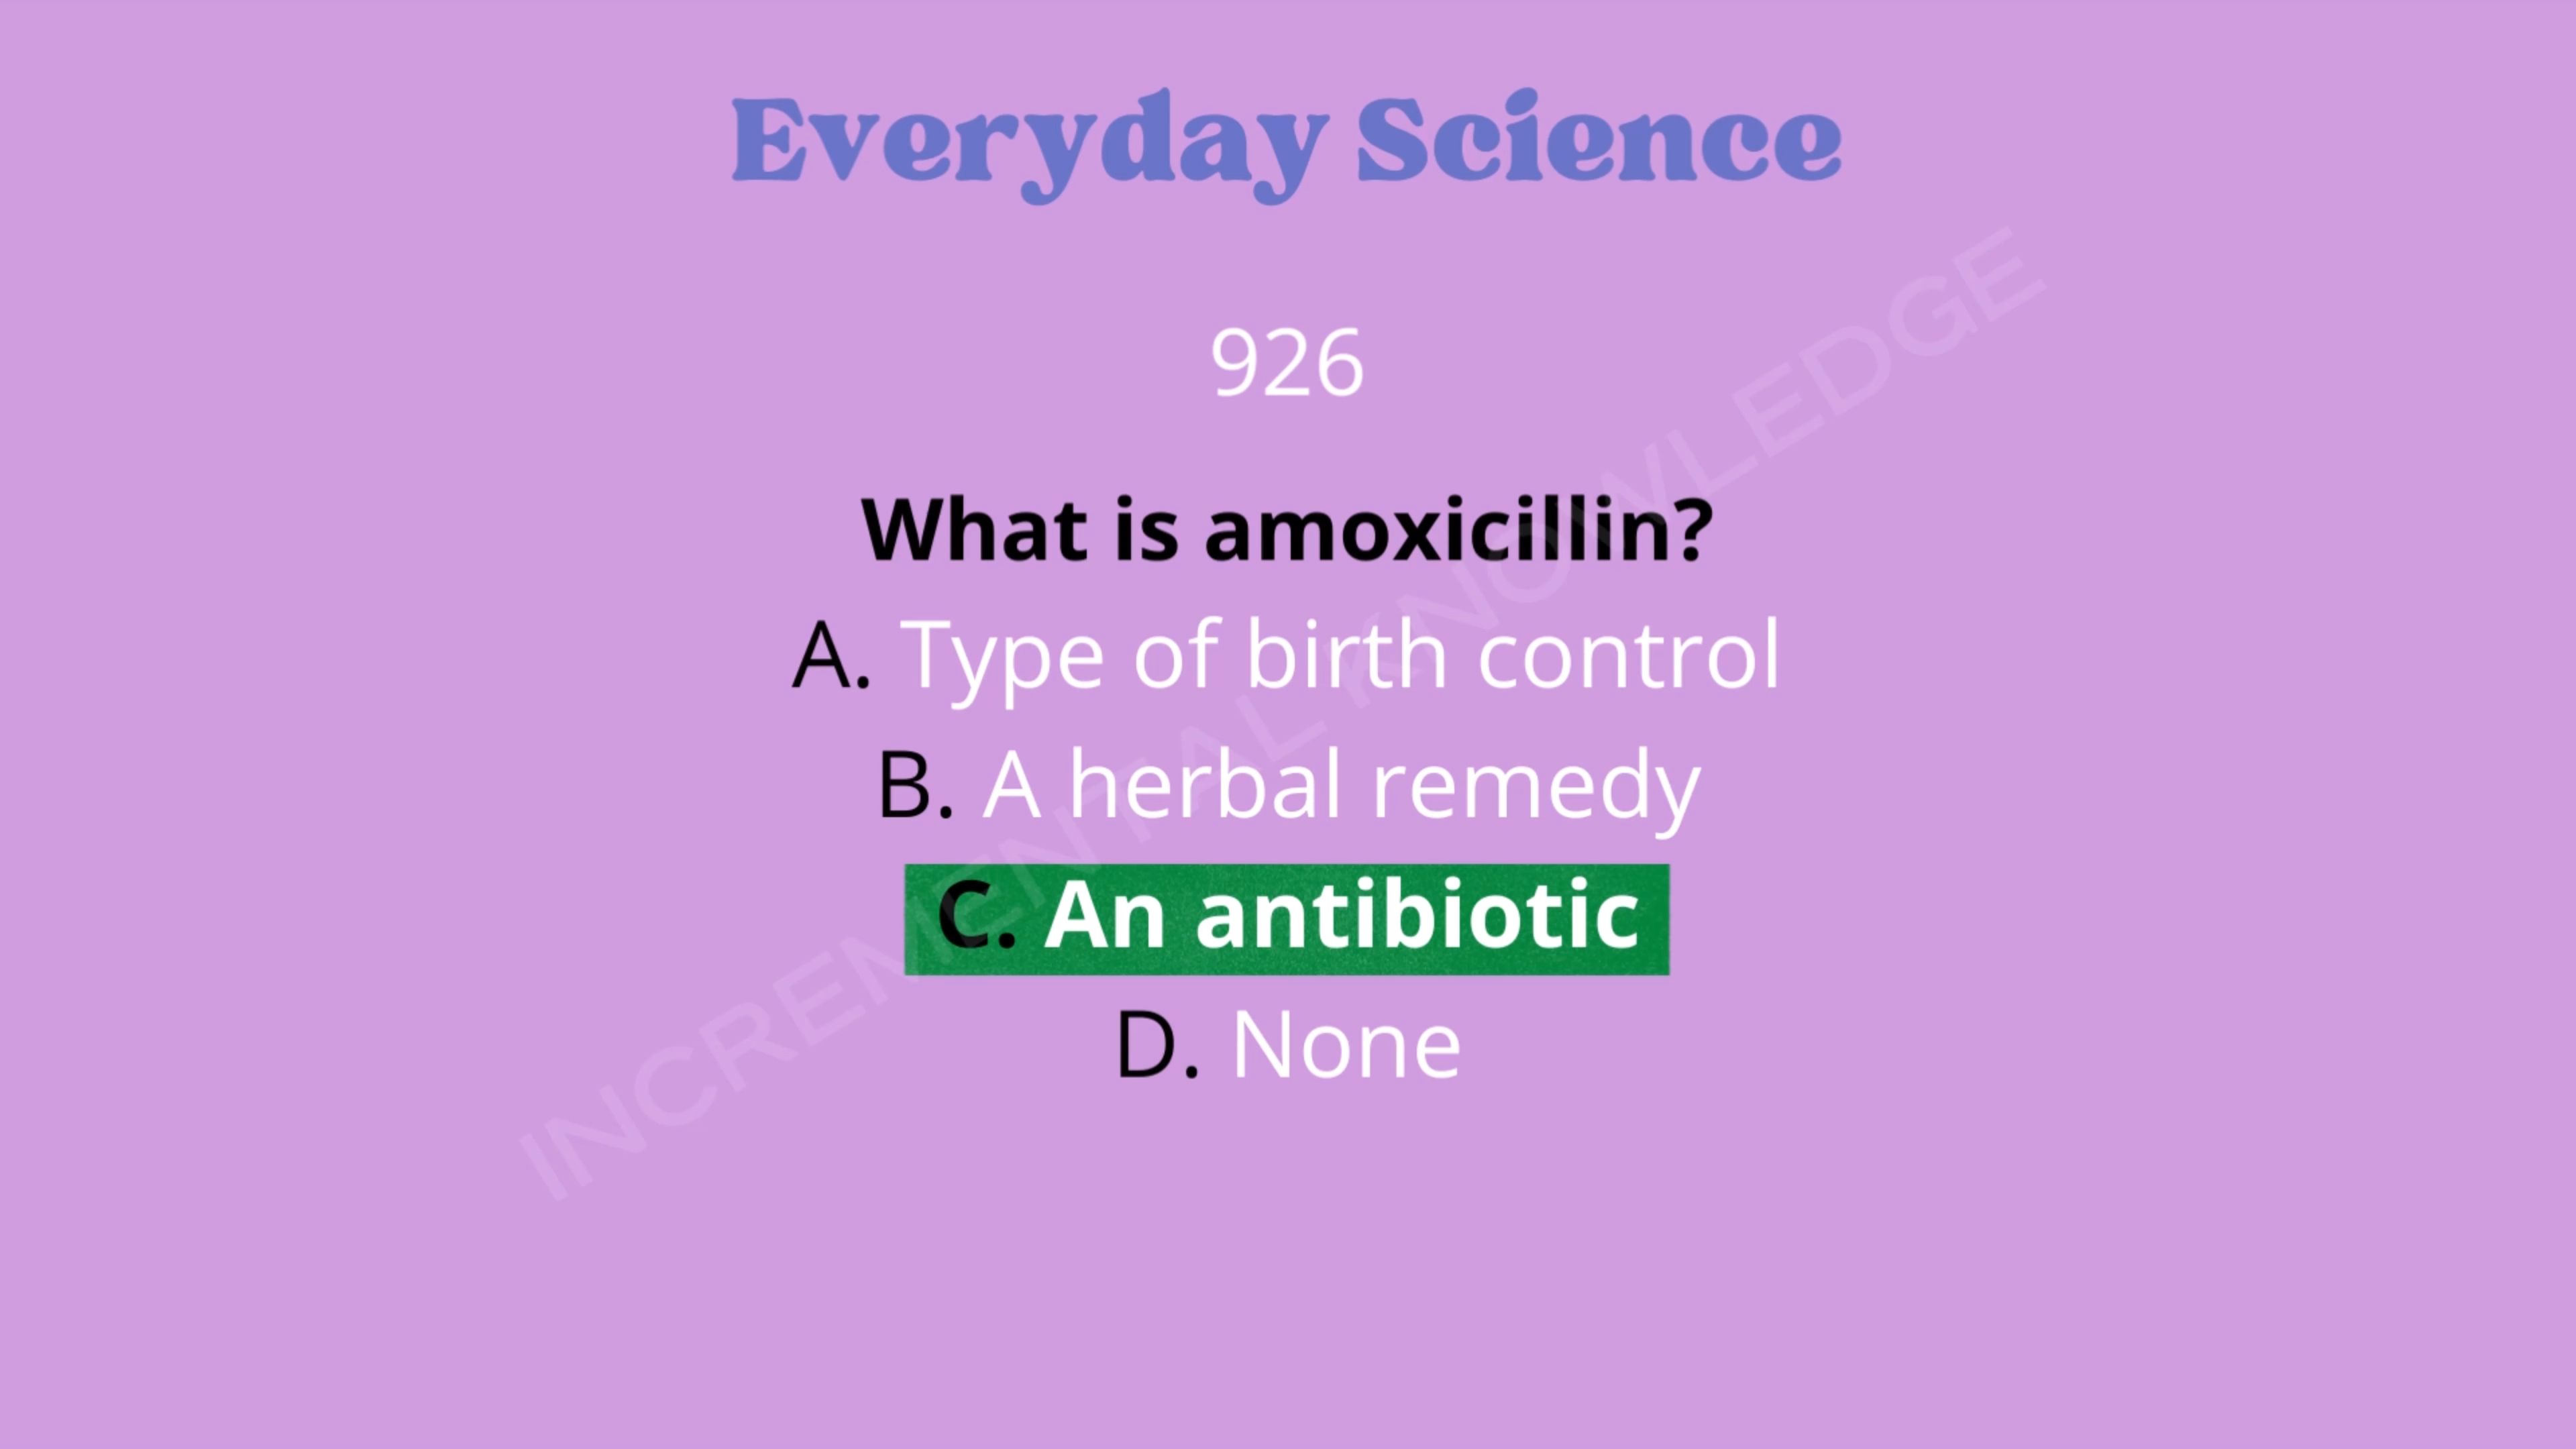 Everyday Science
926
What is amoxicillin?
A. Type of birth control
B. A herbal remedy
C. An antibiotic
D. None
INCREMENTAL KNOWLEDGE